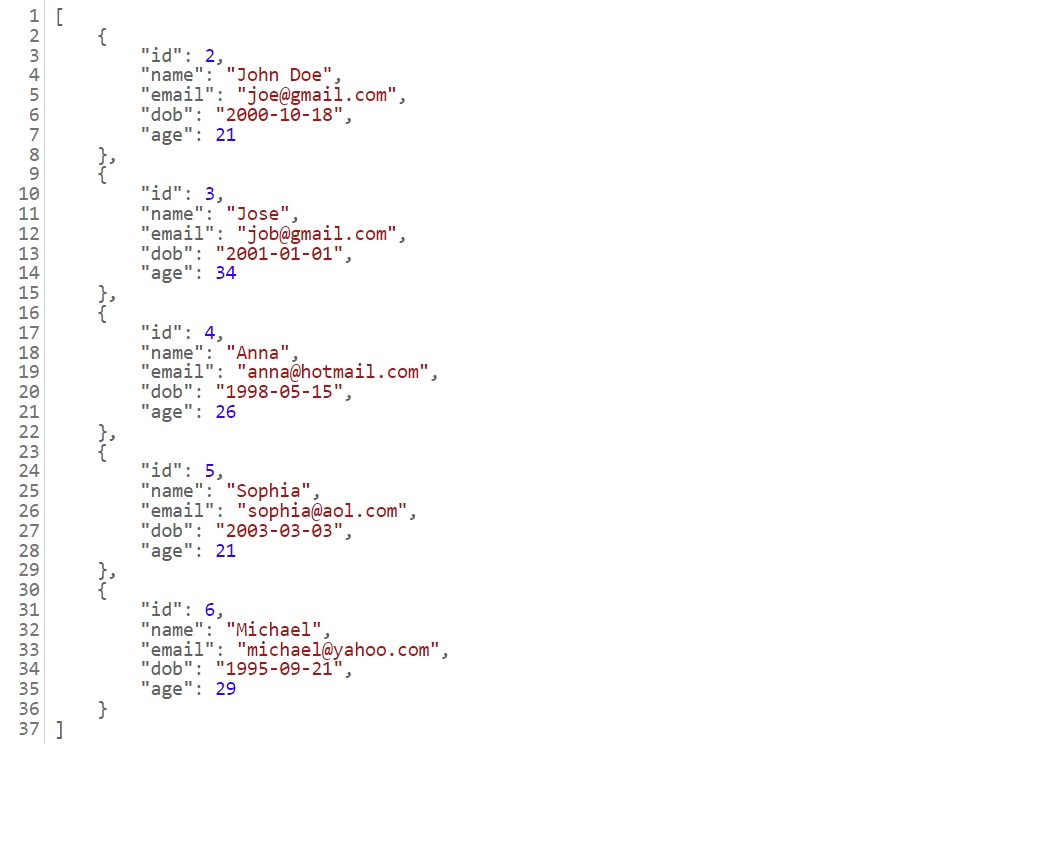 1 [
2     {
3         "id": 2,
4         "name": "John Doe",
5         "email": "joe@gmail.com",
6         "dob": "2000-10-18",
7         "age": 21
8     },
9     {
10         "id": 3,
11         "name": "Jose",
12         "email": "job@gmail.com",
13         "dob": "2001-01-01",
14         "age": 34
15     },
16     {
17         "id": 4,
18         "name": "Anna",
19         "email": "anna@hotmail.com",
20         "dob": "1998-05-15",
21         "age": 26
22     },
23     {
24         "id": 5,
25         "name": "Sophia",
26         "email": "sophia@aol.com",
27         "dob": "2003-03-03",
28         "age": 21
29     },
30     {
31         "id": 6,
32         "name": "Michael",
33         "email": "michael@yahoo.com",
34         "dob": "1995-09-21",
35         "age": 29
36     }
37 ]